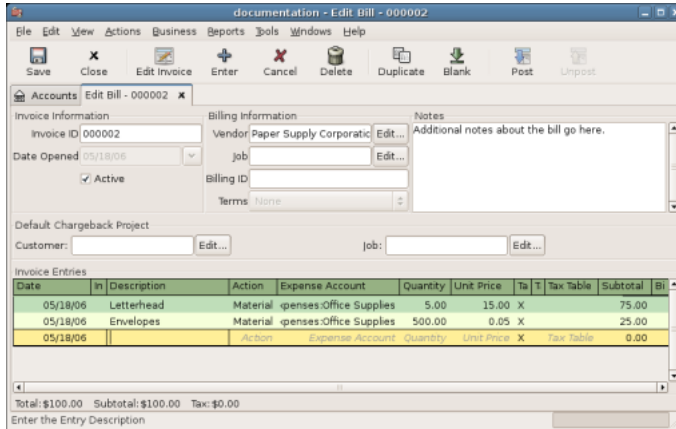 documentation - Edit Bill - 000002
File Edit View Actions Business Reports Tools Windows Help
Save Close Edit Invoice Enter Cancel Delete Duplicate Blank Post Unpost
Accounts Edit Bill - 000002
Invoice Information Billing Information Notes
Invoice ID 000002 Vendor Paper Supply Corporatic Edit... Additional notes about the bill go here.
Date Opened 05/18/06 Job Edit...
Active Billing ID
Terms None
Default Chargeback Project
Customer: Edit... Job: Edit...
Invoice Entries
Date In Description Action Expense Account Quantity Unit Price Ta T. Tax Table Subtotal Bi
05/18/06 Letterhead Material penses:Office Supplies 5.00 15.00 X 75.00
05/18/06 Envelopes Material penses:Office Supplies 500.00 0.05 X 25.00
05/18/06 Action Expense Account Quantity Unit Price X Tax Table 0.00
Total:$100.00 Subtotal:$100.00 Tax:$0.00
Enter the Entry Description